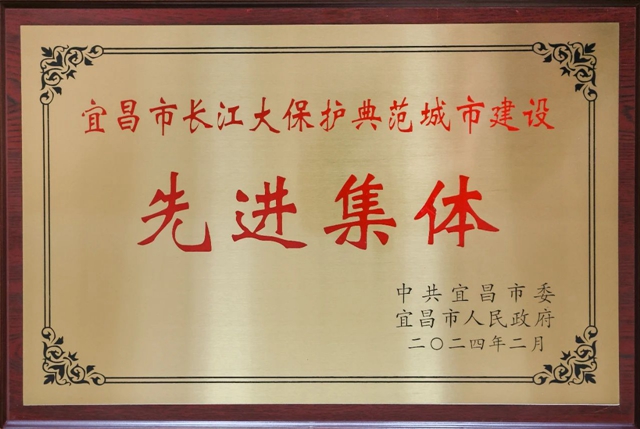 宜昌市长江大保护典范城市建设
先进集体
中共宜昌市委
宜昌市人民政府
二〇二四年二月